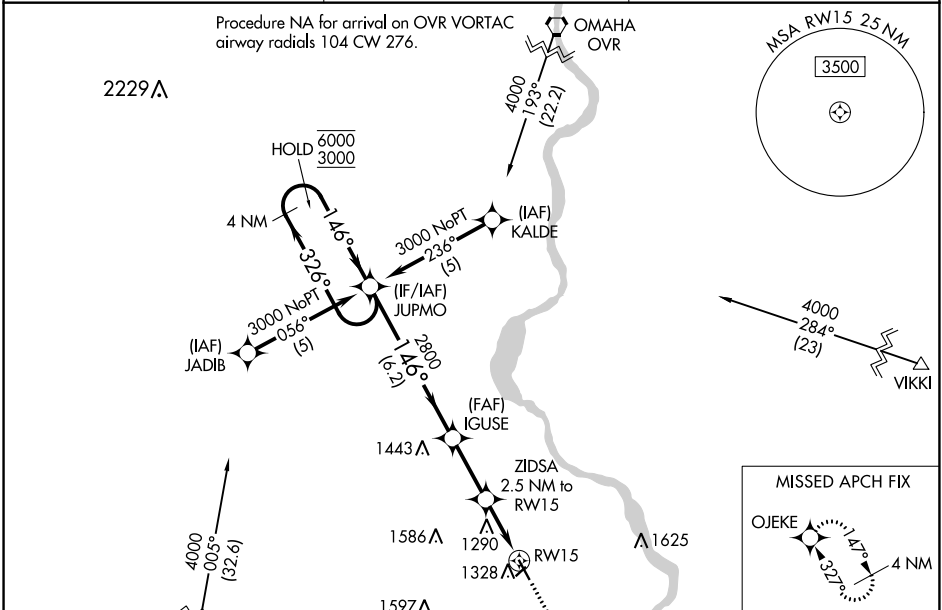 Procedure NA for arrival on OVR VORTAC
airway radials 104 CW 276.
OMAHA
OVR
MSA RW15 25 NM
3500
2229
4000
193°
(22.2)
HOLD
6000
3000
4 NM
146°
326°
3000 NoPT
236°
(5)
(IAF)
KALDE
(IF/IAF)
JUPMO
3000 NoPT
056°
(5)
(IAF)
JADIB
2800
146°
(6.2)
4000
284°
(23)
VIKKI
(FAF)
IGUSE
1443
ZIDSA
2.5 NM to
RW15
MISSED APCH FIX
OJEKE
147°
327°
4 NM
4000
005°
(32.6)
1586
1290
1625
RW15
1328
1597